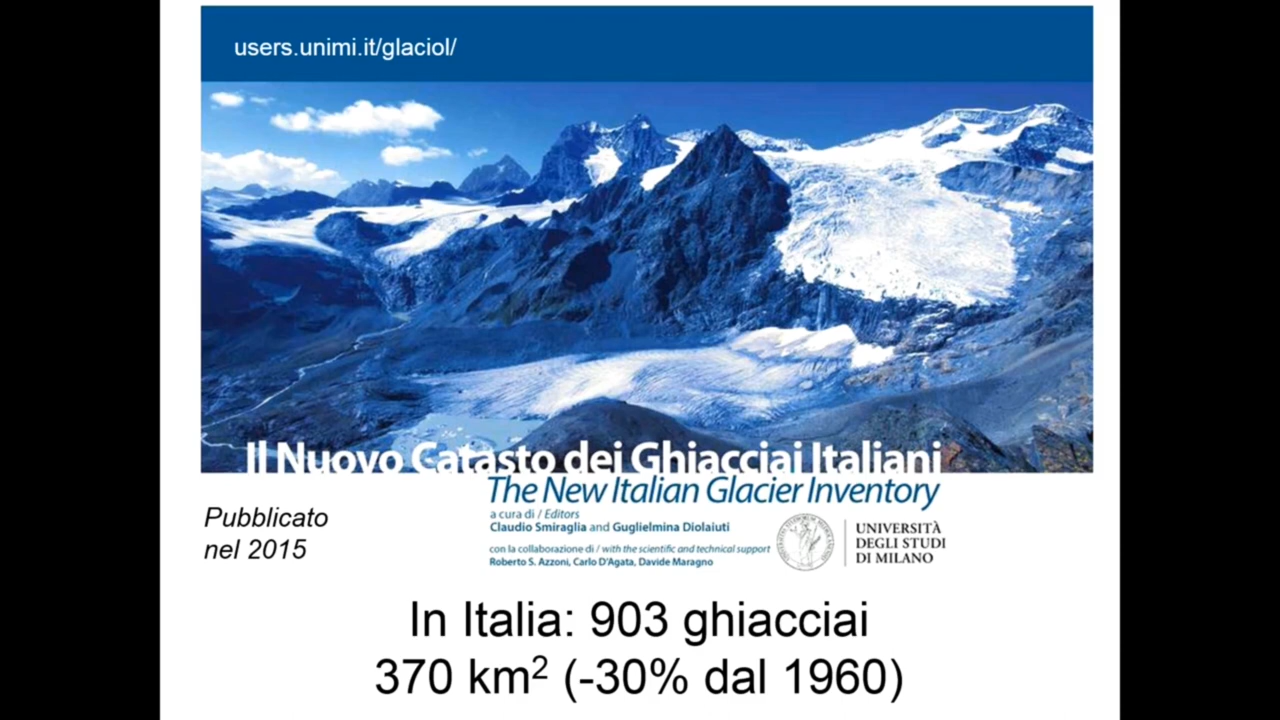 users.unimi.it/glaciol/
Il Nuovo Catasto dei Ghiacciai Italiani
The New Italian Glacier Inventory
Pubblicato
nel 2015
a cura di / Editors
Claudio Smiraglia and Guglielmina Diolaiuti
con la collaborazione di / with the scientific and technical support
Roberto S. Azzoni, Carlo D'Agata, Davide Maragno
UNIVERSITÀ
DEGLI STUDI
DI MILANO
In Italia: 903 ghiacciai
370 km² (-30% dal 1960)